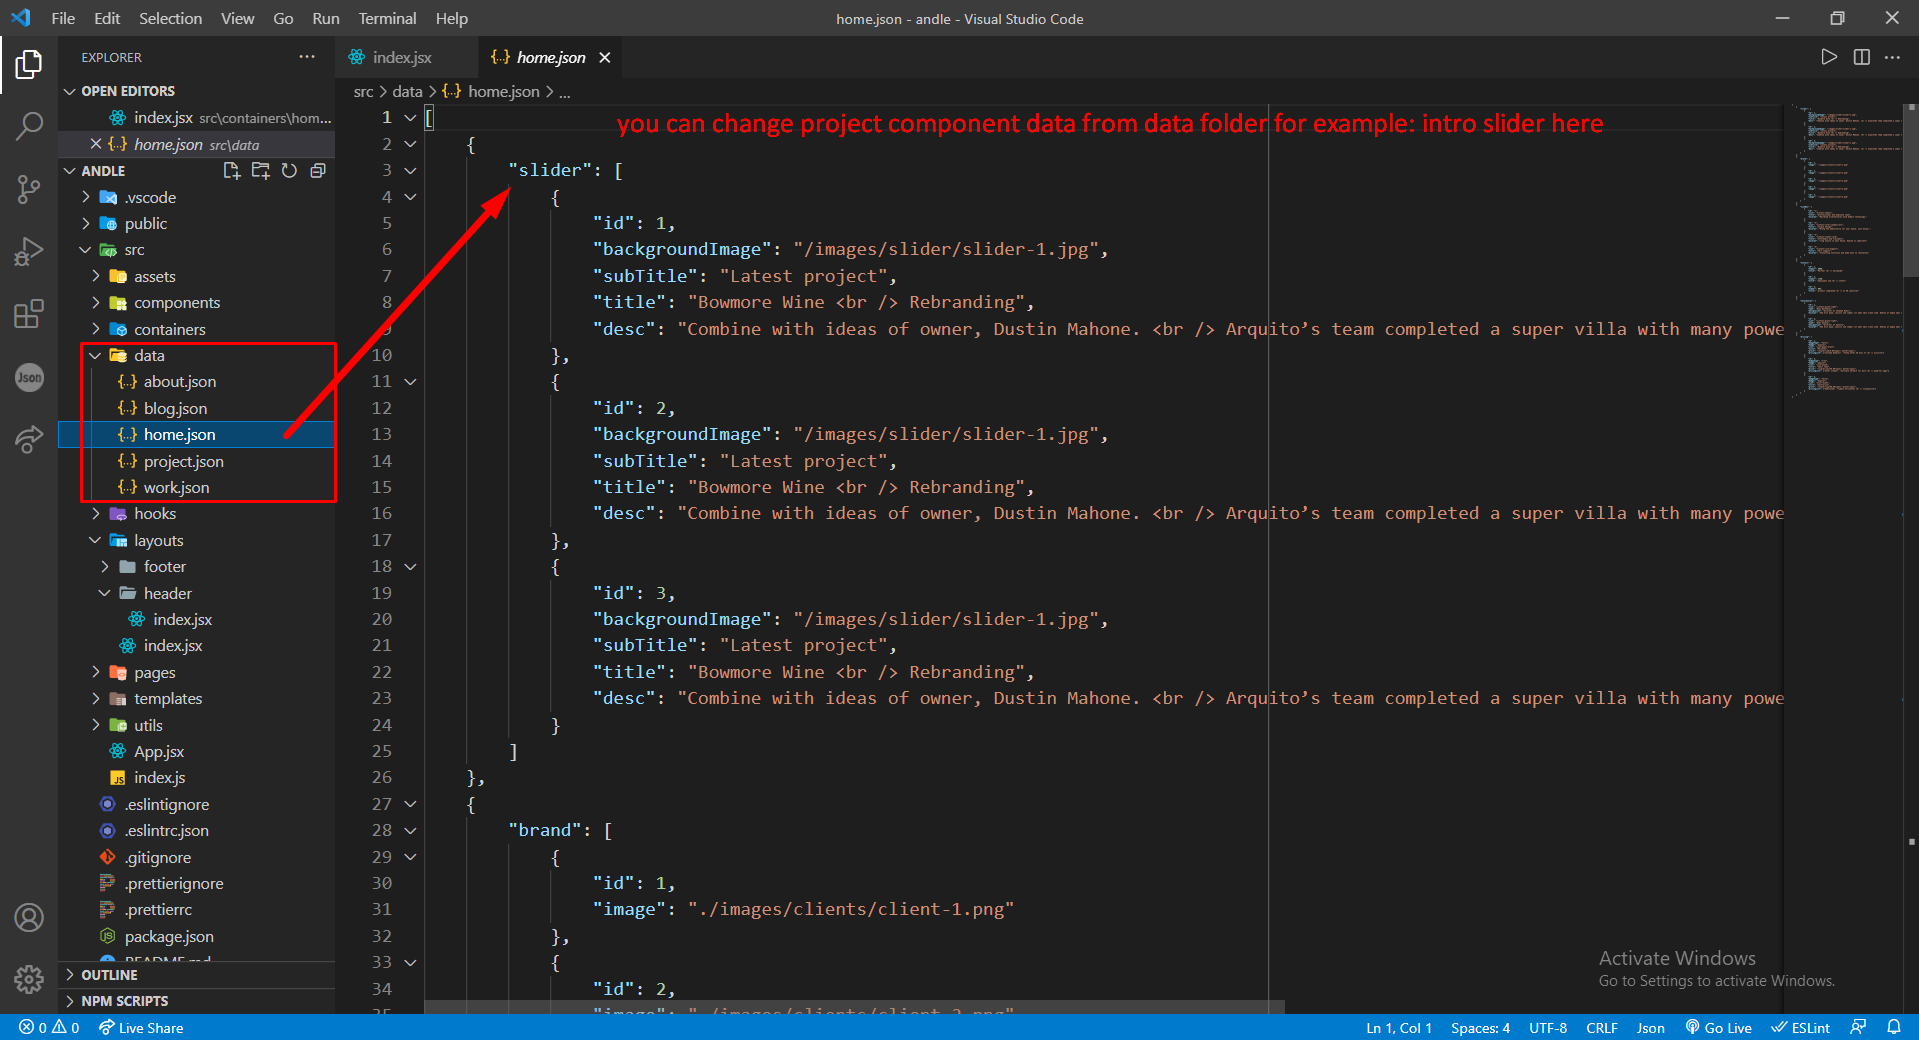 File Edit Selection View Go Run Terminal Help
home.json - andle - Visual Studio Code
EXPLORER
OPEN EDITORS
index.jsx src\containers\hom...
home.json src\data
ANDLE
.vscode
public
src
assets
components
containers
data
about.json
blog.json
home.json
project.json
work.json
hooks
layouts
footer
header
index.jsx
index.jsx
pages
templates
utils
App.jsx
JS index.js
.eslintignore
.eslintrc.json
.gitignore
.prettierignore
.prettierrc
package.json
README.md
OUTLINE
NPM SCRIPTS
Json
index.jsx
{..} home.json
src > data > {..} home.json > ...
you can change project component data from data folder for example: intro slider here
1 [
2 {
3 "slider": [
4 {
5 "id": 1,
6 "backgroundImage": "/images/slider/slider-1.jpg",
7 "subTitle": "Latest project",
8 "title": "Bowmore Wine <br /> Rebranding",
9 "desc": "Combine with ideas of owner, Dustin Mahone. <br /> Arquito’s team completed a super villa with many powe
10 },
11 {
12 "id": 2,
13 "backgroundImage": "/images/slider/slider-1.jpg",
14 "subTitle": "Latest project",
15 "title": "Bowmore Wine <br /> Rebranding",
16 "desc": "Combine with ideas of owner, Dustin Mahone. <br /> Arquito’s team completed a super villa with many powe
17 },
18 {
19 "id": 3,
20 "backgroundImage": "/images/slider/slider-1.jpg",
21 "subTitle": "Latest project",
22 "title": "Bowmore Wine <br /> Rebranding",
23 "desc": "Combine with ideas of owner, Dustin Mahone. <br /> Arquito’s team completed a super villa with many powe
24 }
25 ]
26 },
27 {
28 "brand": [
29 {
30 "id": 1,
31 "image": "./images/clients/client-1.png"
32 },
33 {
34 "id": 2,
35 "image": "./images/clients/client-2.png"
Activate Windows
Go to Settings to activate Windows.
0 0 Live Share
Ln 1, Col 1 Spaces: 4 UTF-8 CRLF Json Go Live ESLint